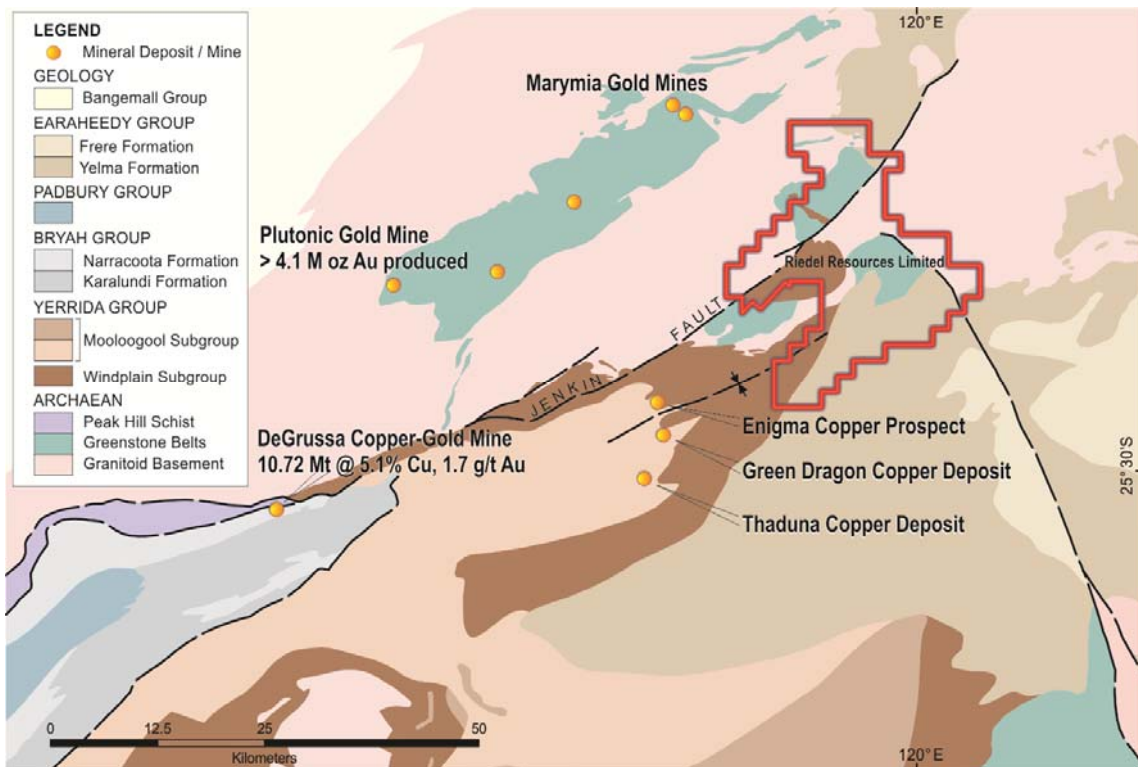 LEGEND
Mineral Deposit / Mine
GEOLOGY
Bangemall Group
EARAHEEDY GROUP
Frere Formation
Yelma Formation
PADBURY GROUP
BRYAH GROUP
Narracoota Formation
Karalundi Formation
YERRIDA GROUP
Mooloogool Subgroup
Windplain Subgroup
ARCHAEAN
Peak Hill Schist
Greenstone Belts
Granitoid Basement
120° E
Marymia Gold Mines
Plutonic Gold Mine
> 4.1 M oz Au produced
Riedel Resources Limited
JENKIN FAULT
Enigma Copper Prospect
DeGrussa Copper-Gold Mine
10.72 Mt @ 5.1% Cu, 1.7 g/t Au
Green Dragon Copper Deposit
25° 30'S
Thaduna Copper Deposit
0 12.5 25 50
Kilometers
120° E